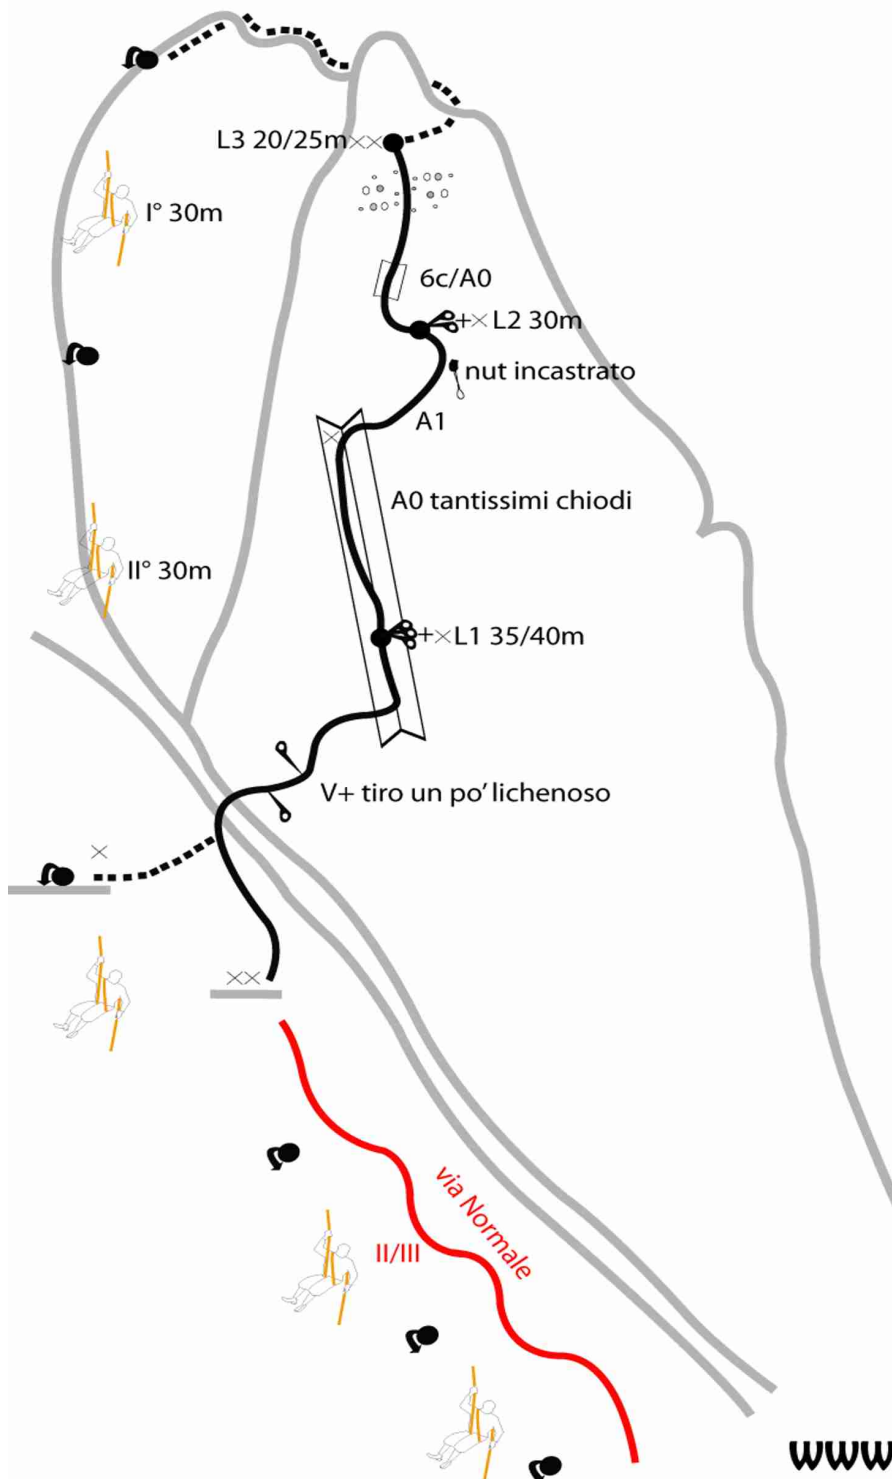 L3 20/25m
I° 30m
6c/A0
+ L2 30m
nut incastrato
A1
A0 tantissimi chiodi
II° 30m
+ L1 35/40m
V+ tiro un po' lichenoso
via Normale
II/III
www